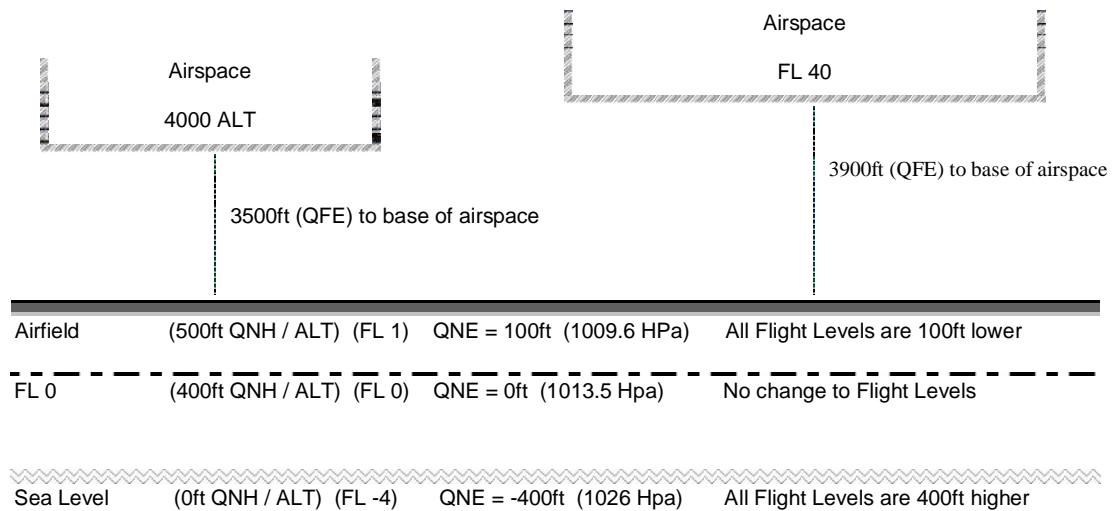 Airspace
FL 40
Airspace
4000 ALT
3900ft (QFE) to base of airspace
3500ft (QFE) to base of airspace
Airfield (500ft QNH / ALT) (FL 1) QNE = 100ft (1009.6 HPa) All Flight Levels are 100ft lower
FL 0 (400ft QNH / ALT) (FL 0) QNE = 0ft (1013.5 Hpa) No change to Flight Levels
Sea Level (0ft QNH / ALT) (FL -4) QNE = -400ft (1026 Hpa) All Flight Levels are 400ft higher